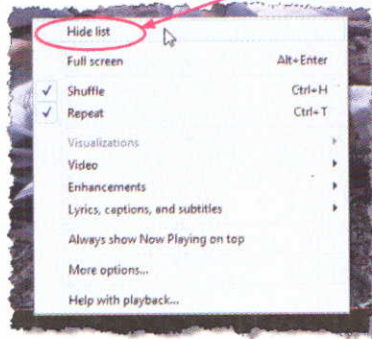 Hide list
Full screen Alt+Enter
Shuffle Ctrl+H
Repeat Ctrl+T
Visualizations
Video
Enhancements
Lyrics, captions, and subtitles
Always show Now Playing on top
More options...
Help with playback...